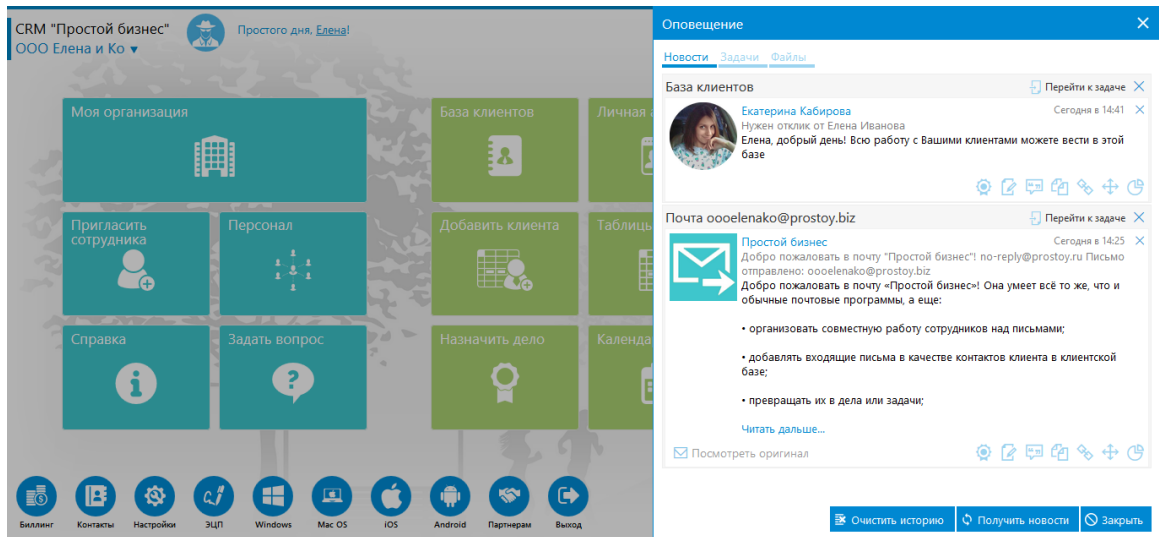 CRM "Простой бизнес"
ООО Елена и Ко
Простого дня, Елена!
Моя организация
Пригласить
сотрудника
Персонал
Справка
Задать вопрос
База клиентов
Личная
Добавить клиента
Таблицы
Назначить дело
Календа
Биллинг
Контакты
Настройки
ЭЦП
Windows
Mac OS
iOS
Android
Партнерам
Выход
Оповещение
Новости Задачи Файлы
База клиентов
Перейти к задаче
Екатерина Кабирова
Сегодня в 14:41
Нужен отклик от Елена Иванова
Елена, добрый день! Всю работу с Вашими клиентами можете вести в этой
базе
Почта oooelenako@prostoy.biz
Перейти к задаче
Простой бизнес
Сегодня в 14:25
Добро пожаловать в почту "Простой бизнес"! no-reply@prostoy.ru Письмо
отправлено: oooelenako@prostoy.biz
Добро пожаловать в почту «Простой бизнес»! Она умеет всё то же, что и
обычные почтовые программы, а еще:
• организовать совместную работу сотрудников над письмами;
• добавлять входящие письма в качестве контактов клиента в клиентской
базе;
• превращать их в дела или задачи;
Читать дальше...
Посмотреть оригинал
Очистить историю
Получить новости
Закрыть